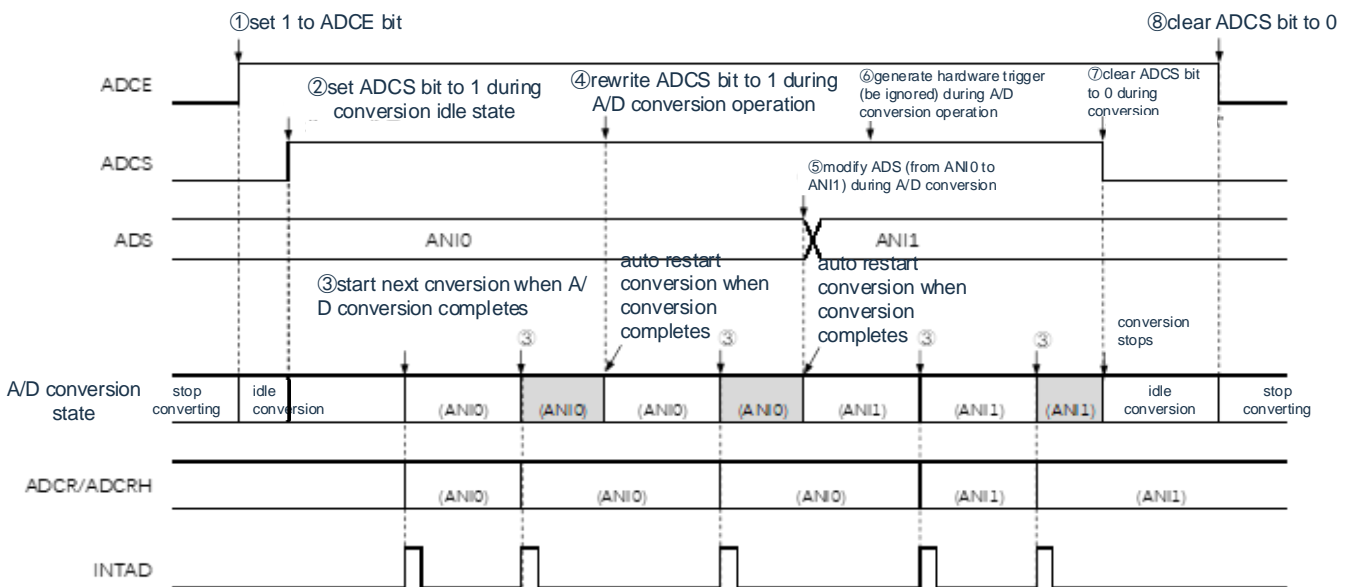 ①set 1 to ADCE bit
⑧clear ADCS bit to 0
ADCE
②set ADCS bit to 1 during
conversion idle state
④rewrite ADCS bit to 1 during
A/D conversion operation
⑥generate hardware trigger
(be ignored) during A/D
conversion operation
⑦clear ADCS bit
to 0 during
conversion
ADCS
⑤modify ADS (from ANI0 to
ANI1) during A/D conversion
ADS
ANI0
ANI1
③start next cnversion when A/
D conversion completes
auto restart
conversion when
conversion
completes
auto restart
conversion when
conversion
completes
③
③
③
③
conversion
stops
A/D conversion
state
stop
converting
idle
conversion
(ANI0)
(ANI0)
(ANI0)
(ANI0)
(ANI1)
(ANI1)
(ANI1)
idle
conversion
stop
converting
ADCR/ADCRH
(ANI0)
(ANI0)
(ANI0)
(ANI1)
(ANI1)
INTAD